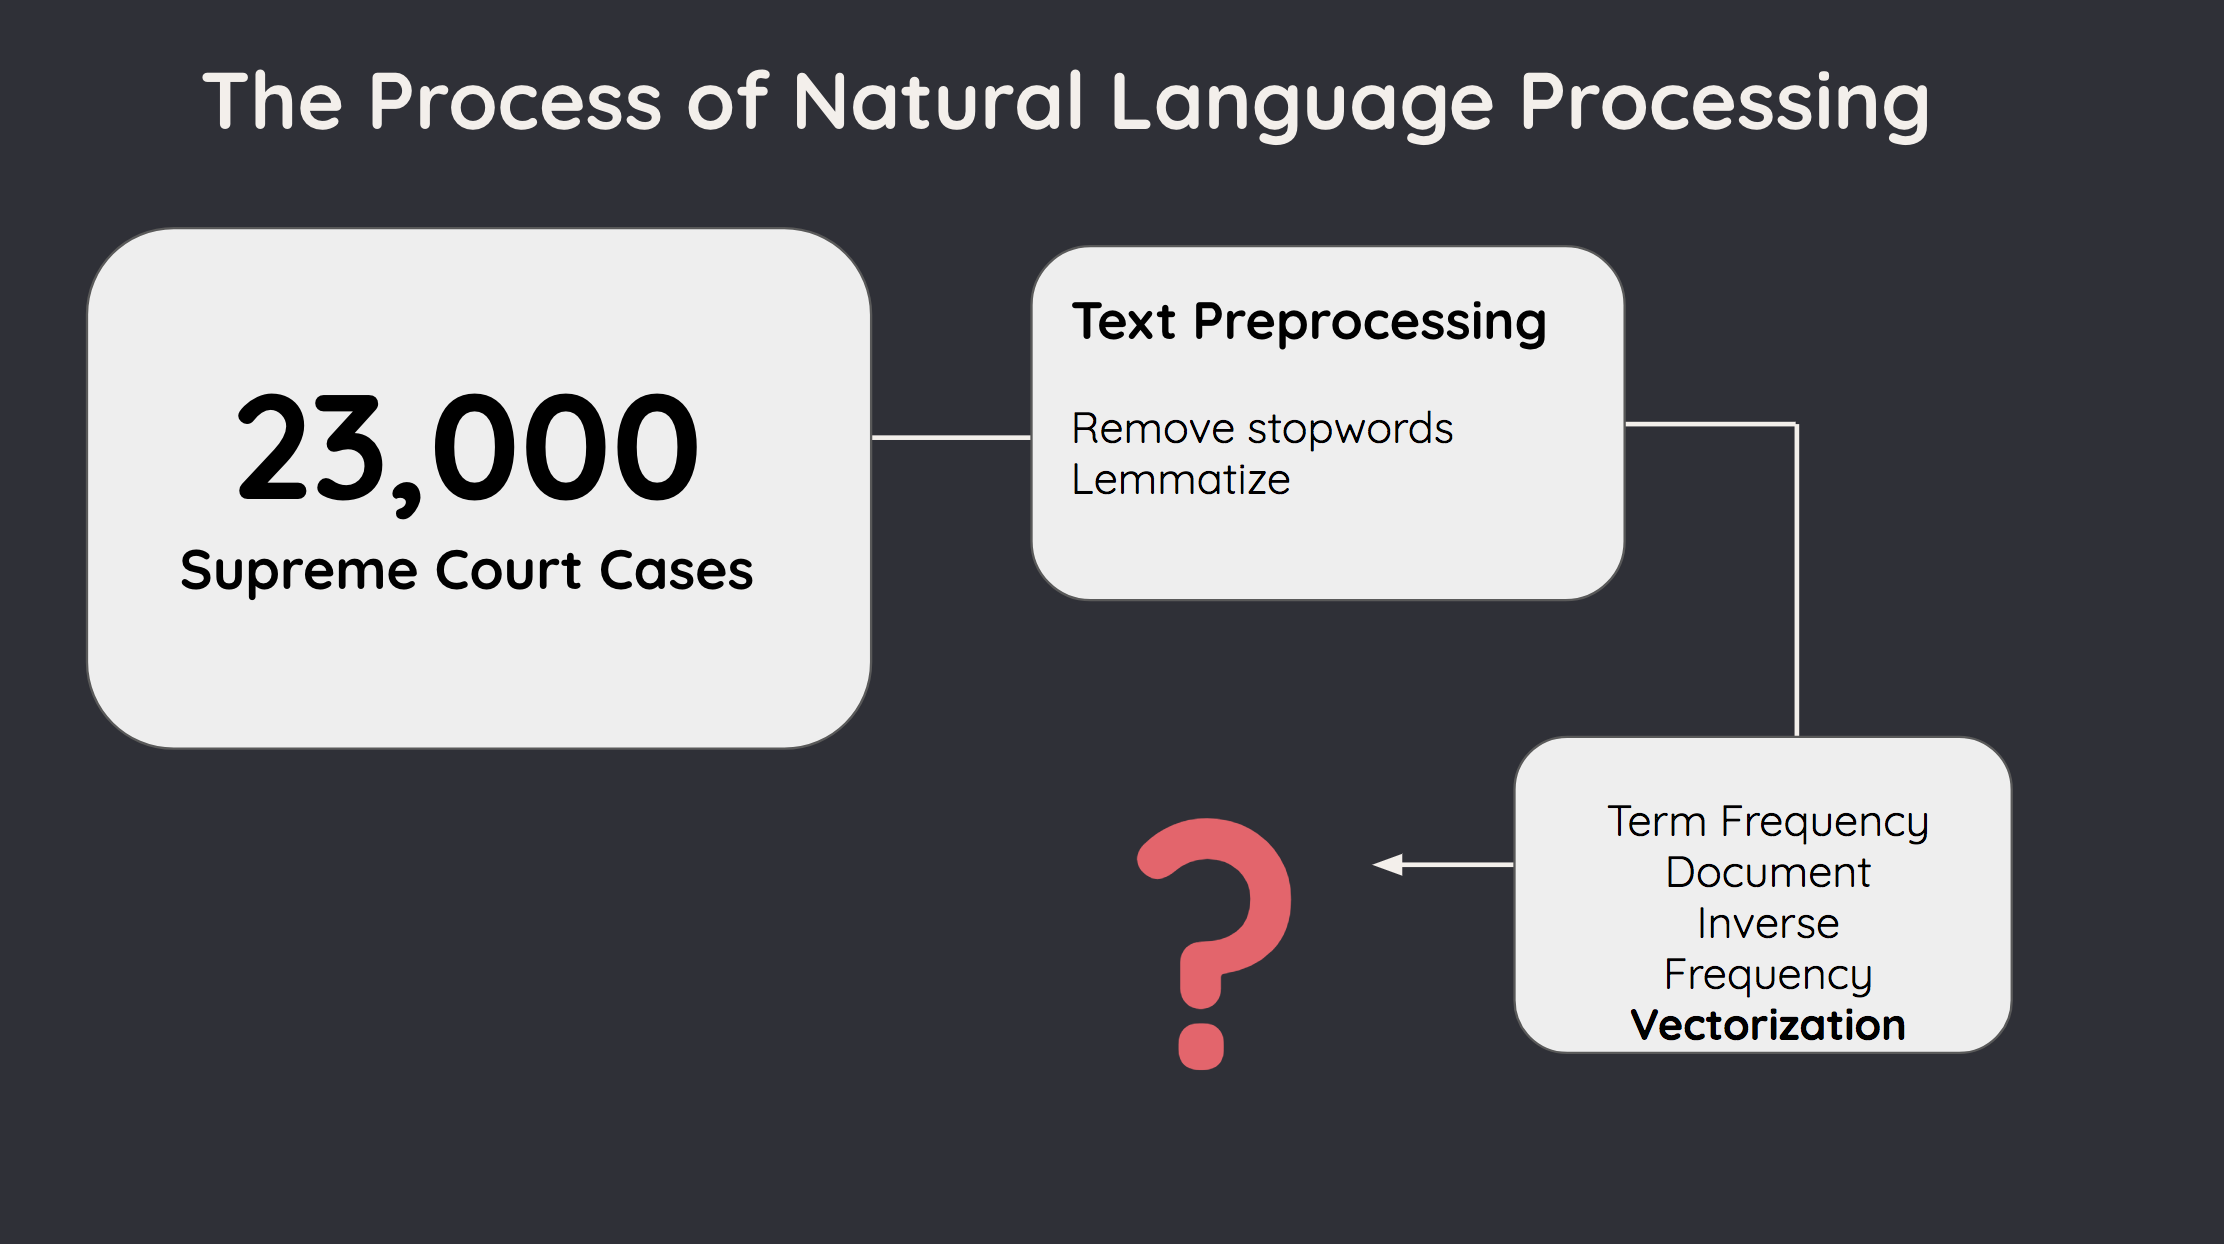 The Process of Natural Language Processing
23,000
Supreme Court Cases
Text Preprocessing
Remove stopwords
Lemmatize
Term Frequency
Document
Inverse
Frequency
Vectorization
?